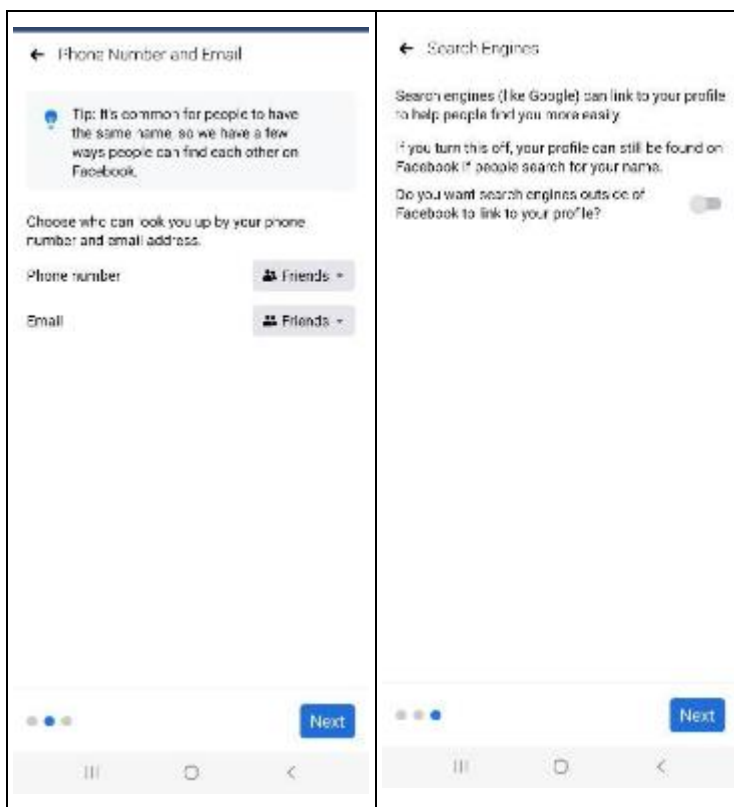 Phone Number and Email
Tip: It's common for people to have
the same name, so we have a few
ways people can find each other on
Facebook.
Choose who can look you up by your phone
number and email address.
Phone number
Friends
Email
Friends
Next
Search Engines
Search engines (like Google) can link to your profile
to help people find you more easily.
If you turn this off, your profile can still be found on
Facebook if people search for your name.
Do you want search engines outside of
Facebook to link to your profile?
Next